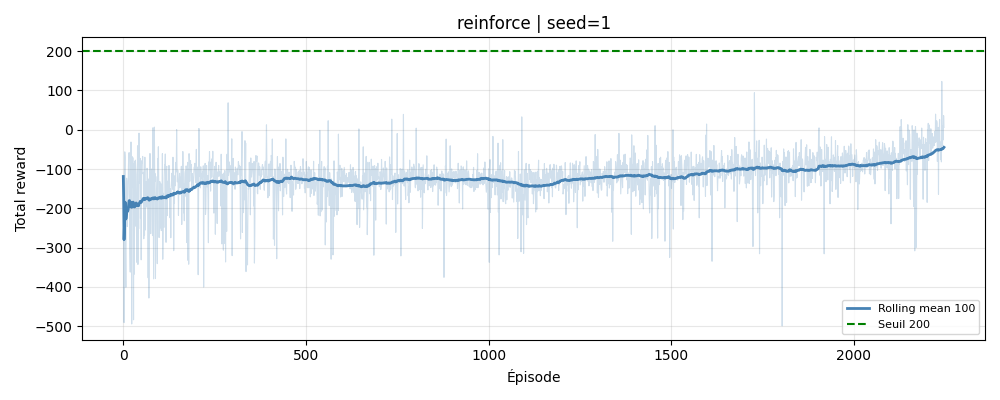 reinforce | seed=1
Total reward
200
100
0
−100
−200
−300
−400
−500
0
500
1000
1500
2000
Épisode
Rolling mean 100
Seuil 200